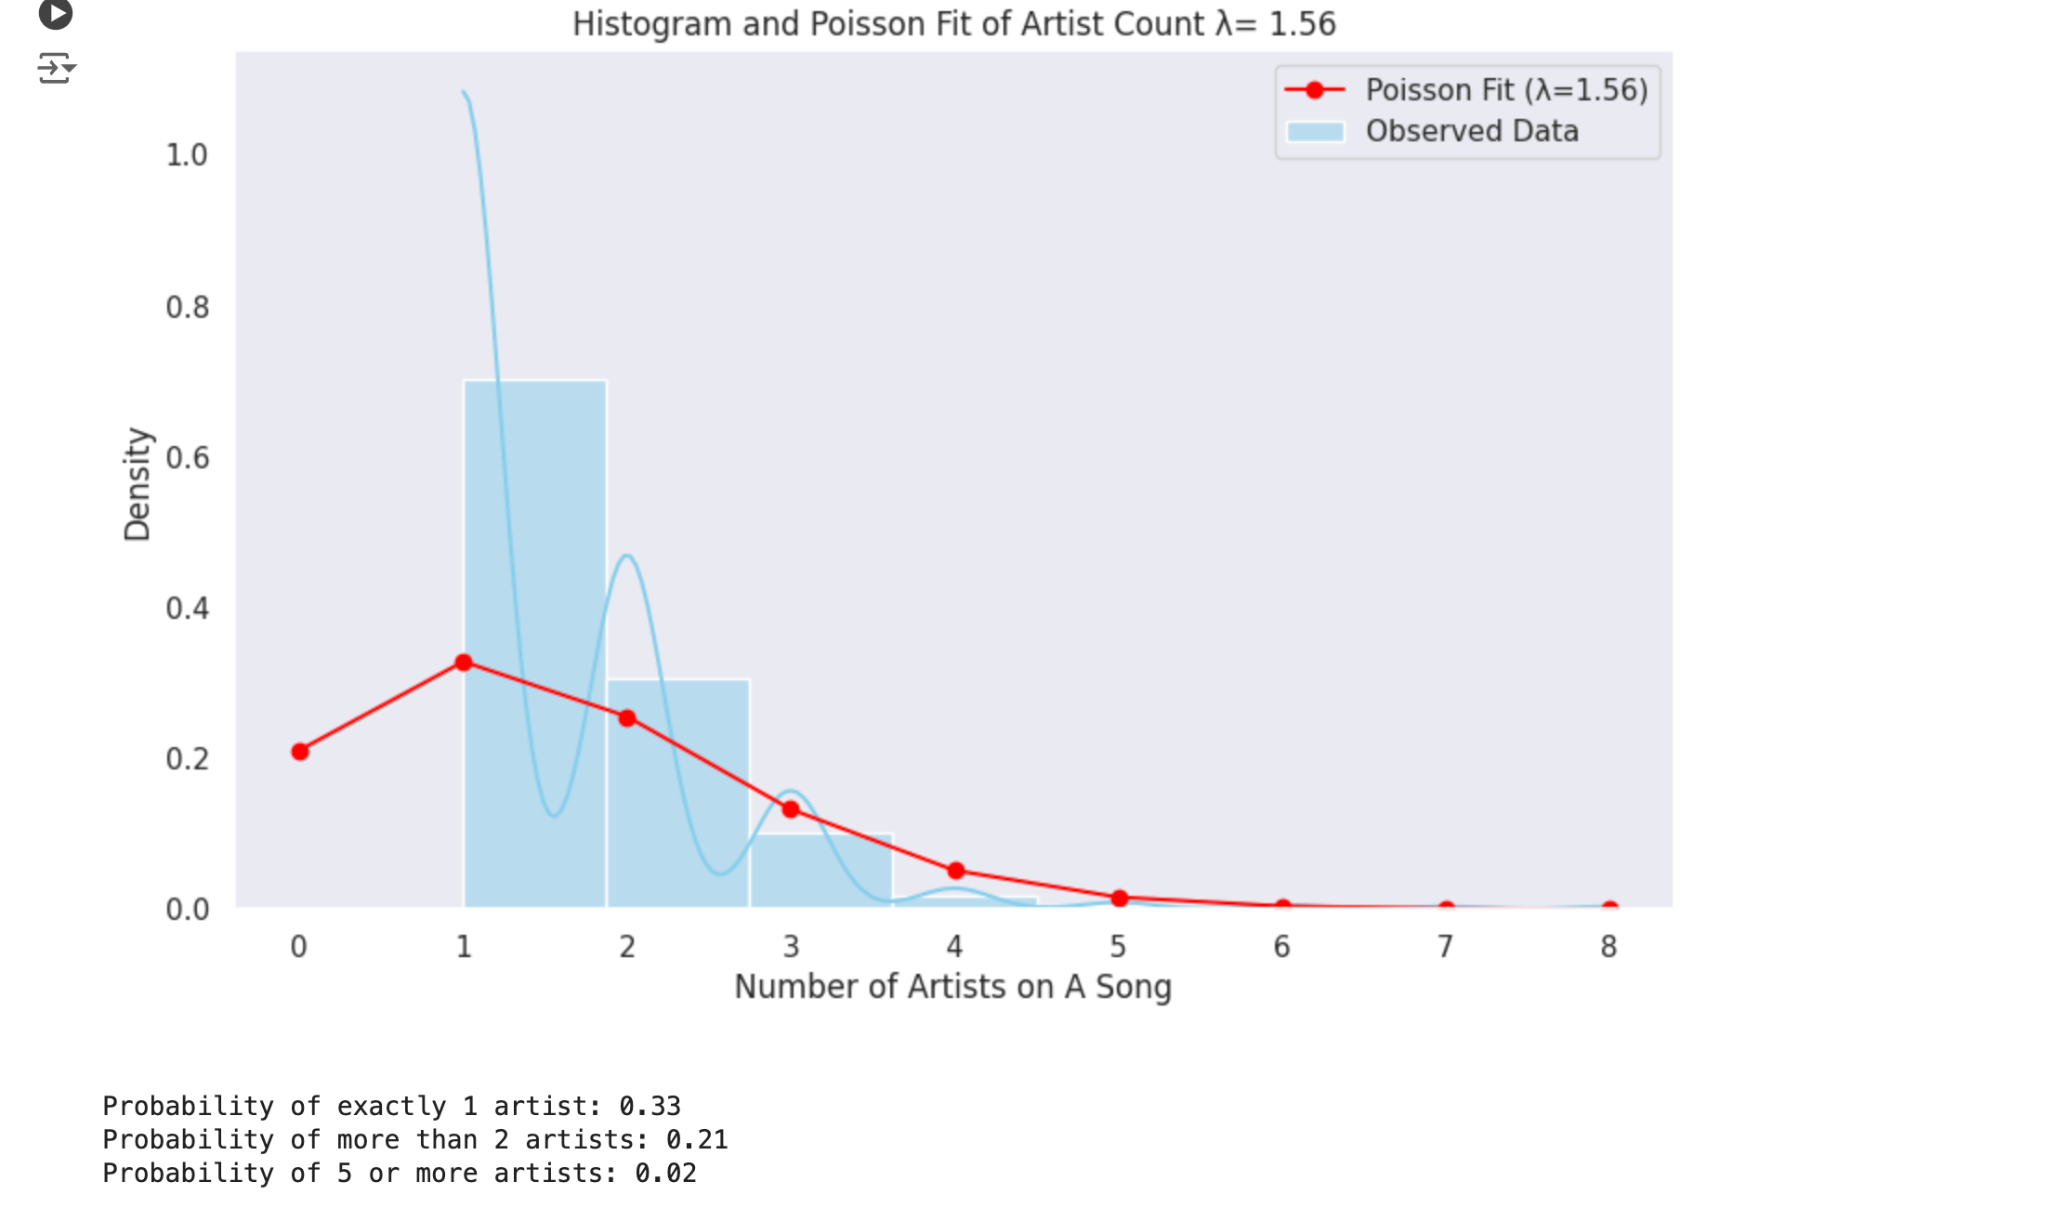 Histogram and Poisson Fit of Artist Count λ= 1.56
Poisson Fit (λ=1.56)
Observed Data
1.0
0.8
0.6
0.4
0.2
0.0
Density
0 1 2 3 4 5 6 7 8
Number of Artists on A Song
Probability of exactly 1 artist: 0.33
Probability of more than 2 artists: 0.21
Probability of 5 or more artists: 0.02